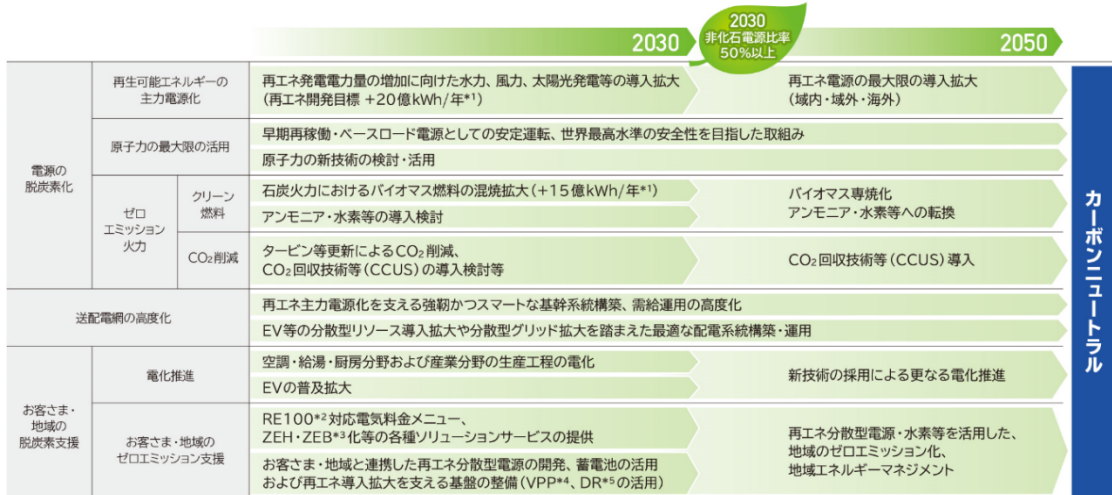 2030
2030
非化石電源比率
50%以上
2050
電源の
脱炭素化
再生可能エネルギーの
主力電源化
再エネ発電電力量の増加に向けた水力、風力、太陽光発電等の導入拡大
(再エネ開発目標 +20億kWh/年*1)
再エネ電源の最大限の導入拡大
(域内・域外・海外)
原子力の最大限の活用
早期再稼働・ベースロード電源としての安定運転、世界最高水準の安全性を目指した取組み
原子力の新技術の検討・活用
ゼロ
エミッション
火力
クリーン
燃料
石炭火力におけるバイオマス燃料の混焼拡大(+15億kWh/年*1)
アンモニア・水素等の導入検討
バイオマス専焼化
アンモニア・水素等への転換
CO2削減
タービン等更新によるCO2削減、
CO2回収技術等(CCUS)の導入検討等
CO2回収技術等(CCUS)導入
送配電網の高度化
再エネ主力電源化を支える強靭かつスマートな基幹系統構築、需給運用の高度化
EV等の分散型リソース導入拡大や分散型グリッド拡大を踏まえた最適な配電系統構築・運用
お客さま・
地域の
脱炭素支援
電化推進
空調・給湯・厨房分野および産業分野の生産工程の電化
EVの普及拡大
新技術の採用による更なる電化推進
お客さま・地域の
ゼロエミッション支援
RE100*2対応電気料金メニュー、
ZEH・ZEB*3化等の各種ソリューションサービスの提供
お客さま・地域と連携した再エネ分散型電源の開発、蓄電池の活用
および再エネ導入拡大を支える基盤の整備(VPP*4、DR*5の活用)
再エネ分散型電源・水素等を活用した、
地域のゼロエミッション化、
地域エネルギーマネジメント
カーボンニュートラル